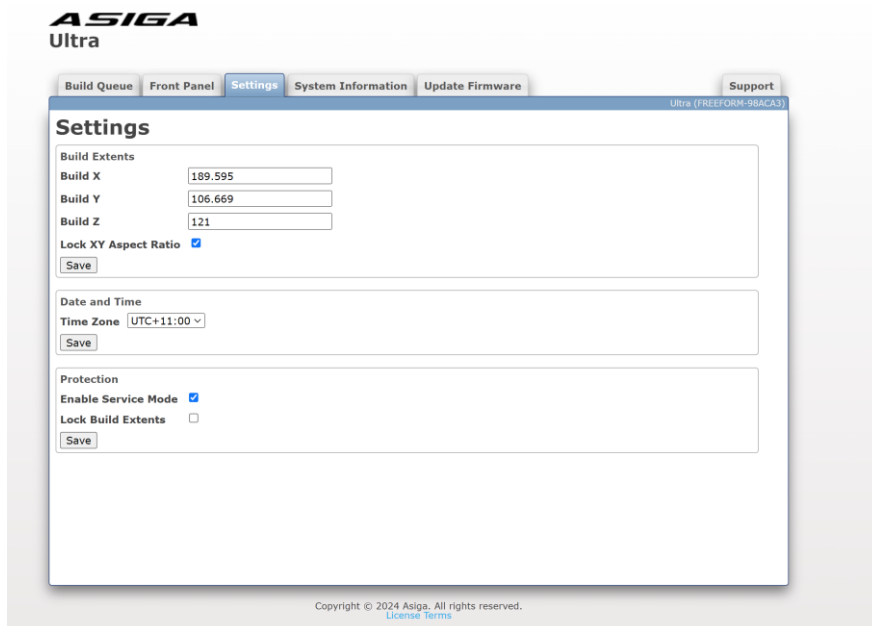 ASIGA
Ultra
Build Queue Front Panel Settings System Information Update Firmware Support
Ultra (FREEFORM-98ACA3)
Settings
Build Extents
Build X 189.595
Build Y 106.669
Build Z 121
Lock XY Aspect Ratio
Save
Date and Time
Time Zone UTC+11:00
Save
Protection
Enable Service Mode
Lock Build Extents
Save
Copyright © 2024 Asiga. All rights reserved.
License Terms